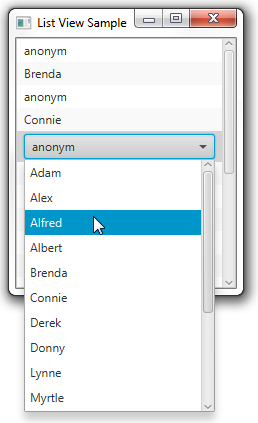 List View Sample
anonym
Brenda
anonym
Connie
anonym
Adam
Alex
Alfred
Albert
Brenda
Connie
Derek
Donny
Lynne
Myrtle